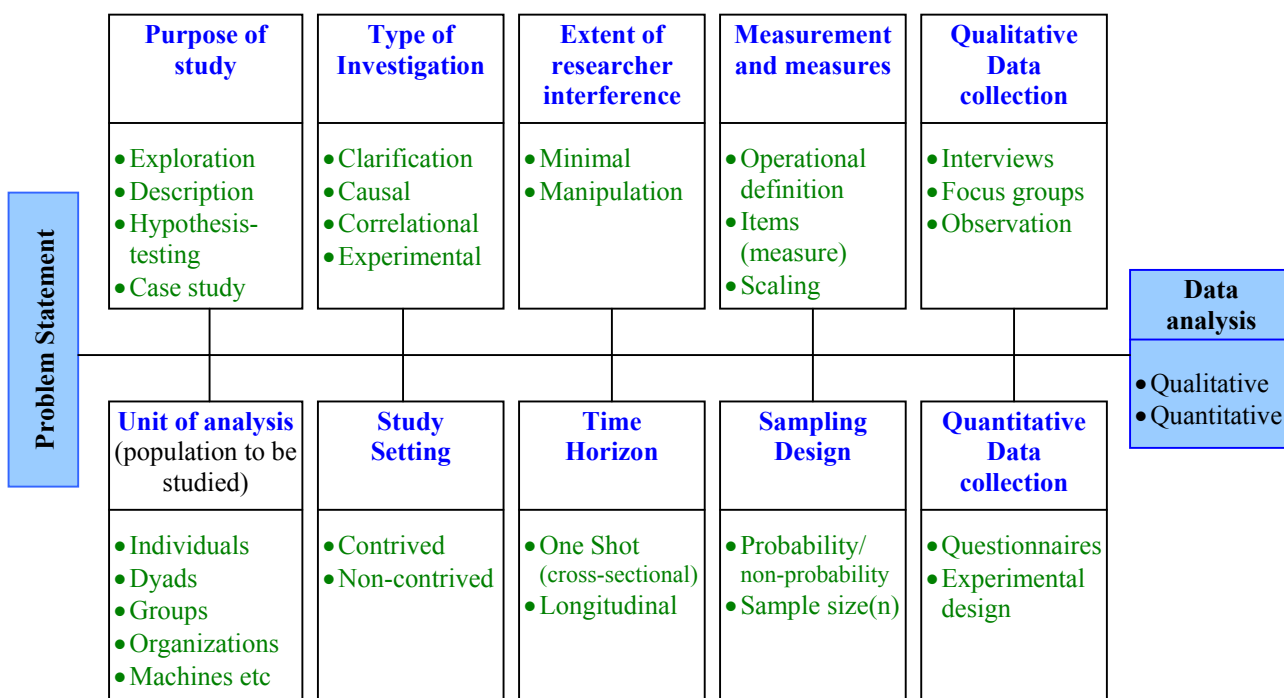 Problem Statement
Purpose of
study
• Exploration
• Description
• Hypothesis-
testing
• Case study
Type of
Investigation
• Clarification
• Causal
• Correlational
• Experimental
Extent of
researcher
interference
• Minimal
• Manipulation
Measurement
and measures
• Operational
definition
• Items
(measure)
• Scaling
Qualitative
Data
collection
• Interviews
• Focus groups
• Observation
Unit of analysis
(population to be
studied)
• Individuals
• Dyads
• Groups
• Organizations
• Machines etc
Study
Setting
• Contrived
• Non-contrived
Time
Horizon
• One Shot
(cross-sectional)
• Longitudinal
Sampling
Design
• Probability/
non-probability
• Sample size(n)
Quantitative
Data
collection
• Questionnaires
• Experimental
design
Data
analysis
• Qualitative
• Quantitative